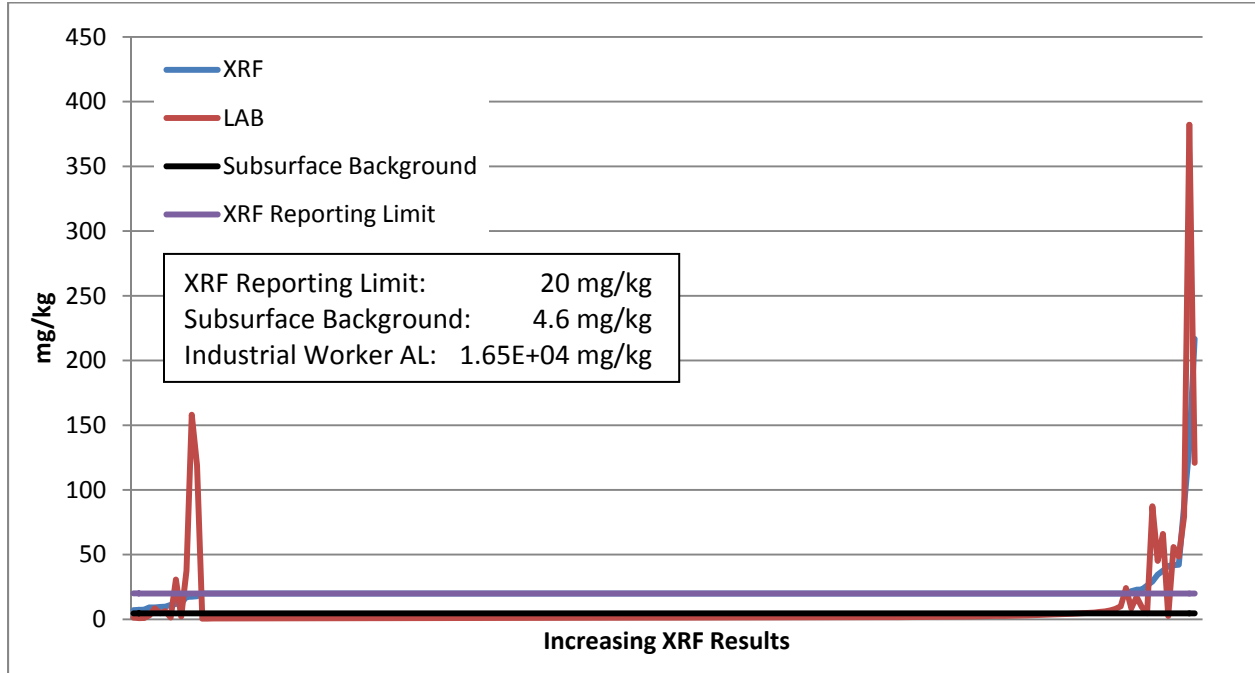 450
400
350
300
250
200
150
100
50
0
mg/kg
XRF
LAB
Subsurface Background
XRF Reporting Limit
XRF Reporting Limit: 20 mg/kg
Subsurface Background: 4.6 mg/kg
Industrial Worker AL: 1.65E+04 mg/kg
Increasing XRF Results